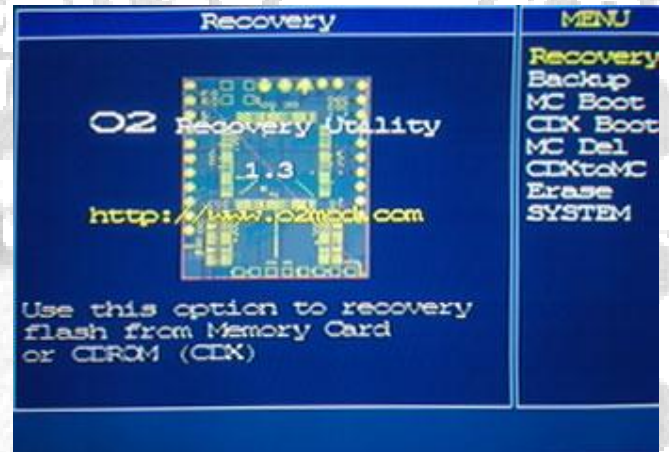 Recovery
O2 Recovery Utility
1.3
http://www.o2mod.com
Use this option to recovery
flash from Memory Card
or CDROM (CDX)
MENU
Recovery
Backup
MC Boot
CDX Boot
MC Del
CDXtoMC
Erase
SYSTEM